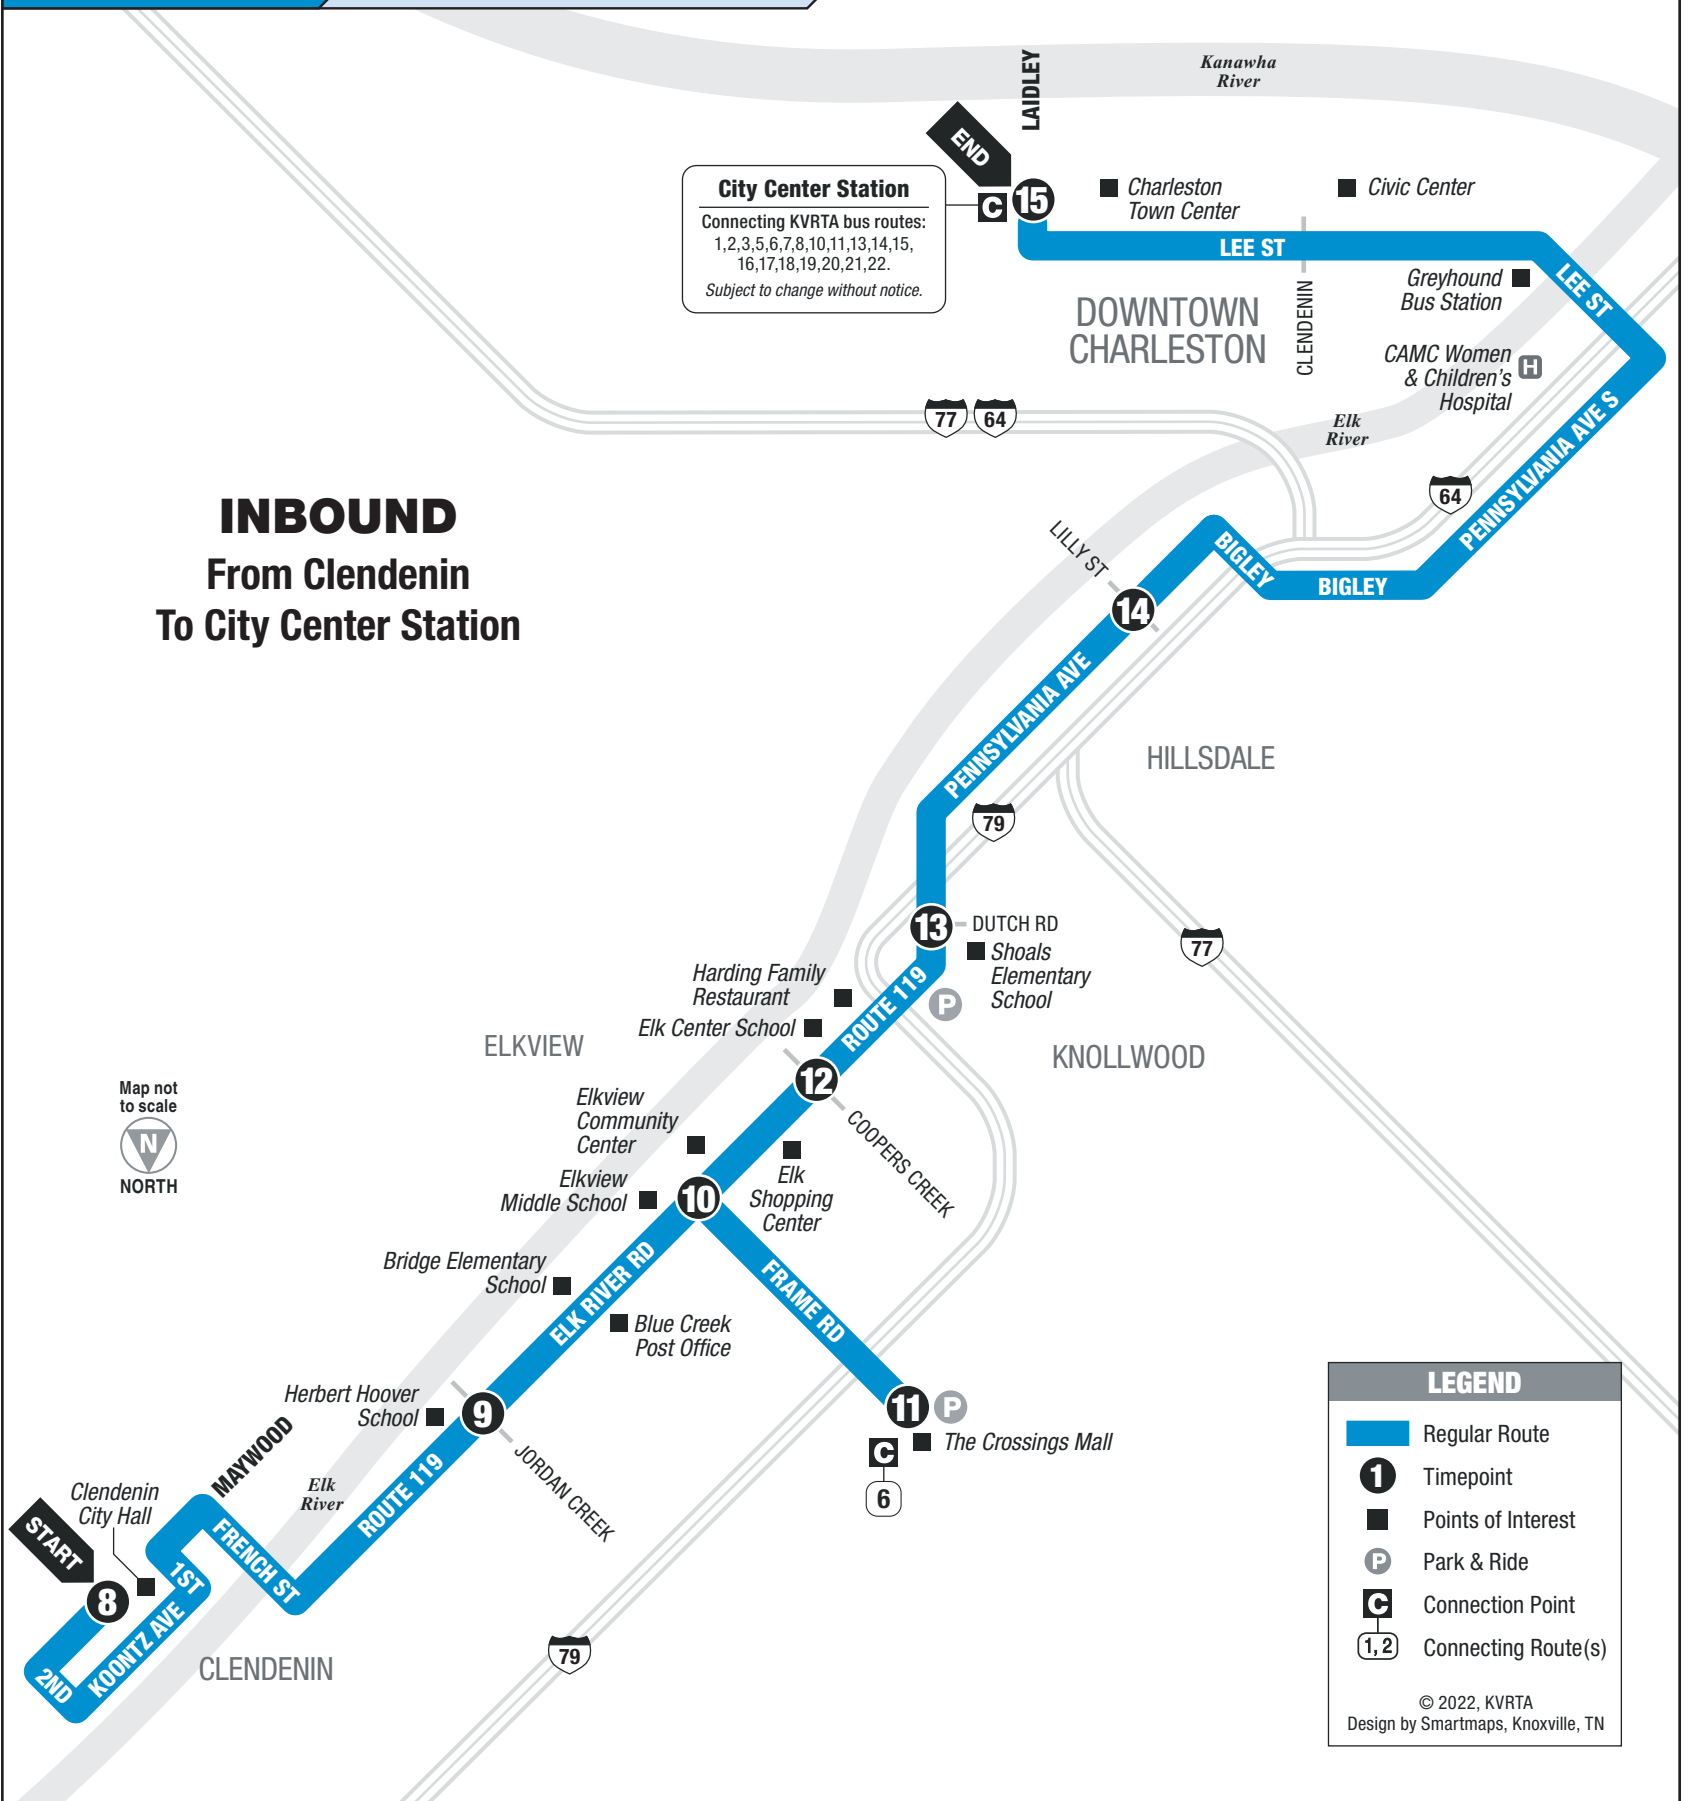 Kanawha
River
LAIDLEY
END
City Center Station
Connecting KVRTA bus routes:
1,2,3,5,6,7,8,10,11,13,14,15,
16,17,18,19,20,21,22.
Subject to change without notice.
C
15
Charleston
Town Center
Civic Center
LEE ST
LEE ST
Greyhound
Bus Station
DOWNTOWN
CHARLESTON
CLENDENIN
CAMC Women
& Children's
Hospital
H
77
64
Elk
River
PENNSYLVANIA AVE S
64
INBOUND
From Clendenin
To City Center Station
LILLY ST
BIGLEY
BIGLEY
14
PENNSYLVANIA AVE
HILLSDALE
79
13
DUTCH RD
Shoals
Elementary
School
77
Harding Family
Restaurant
ROUTE 119
P
Elk Center School
ELKVIEW
KNOLLWOOD
12
COOPERS CREEK
Map not
to scale
N
NORTH
Elkview
Community
Center
Elk
Shopping
Center
Elkview
Middle School
10
Bridge Elementary
School
ELK RIVER RD
FRAME RD
Blue Creek
Post Office
Herbert Hoover
School
9
JORDAN CREEK
11
P
C
The Crossings Mall
6
MAYWOOD
Elk
River
ROUTE 119
Clendenin
City Hall
START
8
1ST
FRENCH ST
KOONTZ AVE
2ND
CLENDENIN
79
LEGEND
Regular Route
1
Timepoint
Points of Interest
P
Park & Ride
C
Connection Point
1, 2
Connecting Route(s)
© 2022, KVRTA
Design by Smartmaps, Knoxville, TN